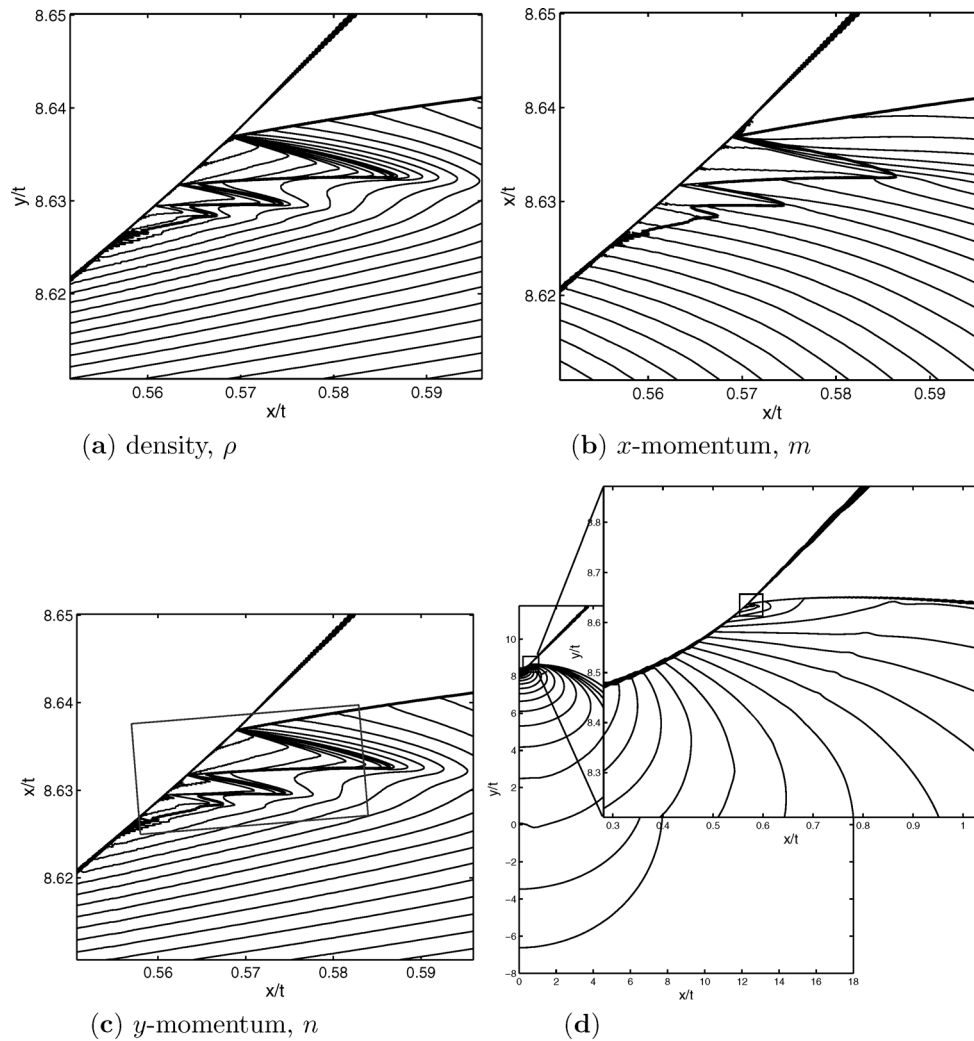 8.65
8.64
8.63
8.62
y/t
0.56 0.57 0.58 0.59
x/t
(a) density, ρ
8.65
8.64
8.63
8.62
x/t
0.56 0.57 0.58 0.59
x/t
(b) x-momentum, m
8.65
8.64
8.63
8.62
x/t
0.56 0.57 0.58 0.59
x/t
(c) y-momentum, n
8.8
8.7
8.6
8.5
8.4
8.3
y/t
0.3 0.4 0.5 0.6 0.7 0.8 0.9 1
x/t
10
8
6
4
2
0
−2
−4
−6
−8
y/t
0 2 4 6 8 10 12 14 16 18
x/t
(d)